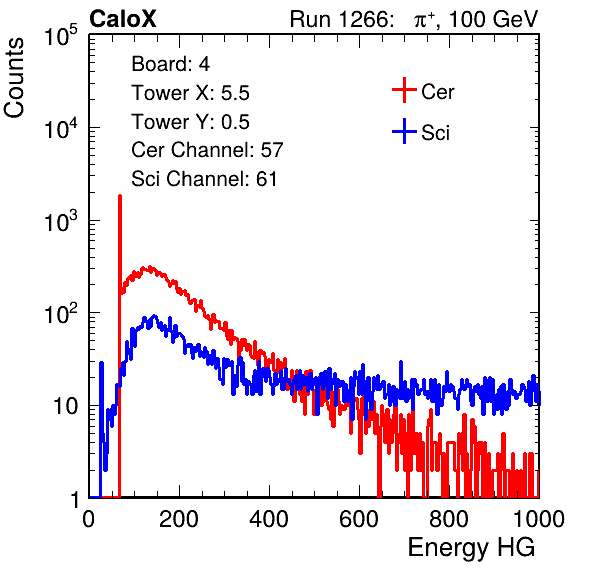 CaloX Run 1266: π⁺, 100 GeV
Counts
10⁵
10⁴
10³
10²
10
1
Board: 4
Tower X: 5.5
Tower Y: 0.5
Cer Channel: 57
Sci Channel: 61
Cer
Sci
0 200 400 600 800 1000
Energy HG